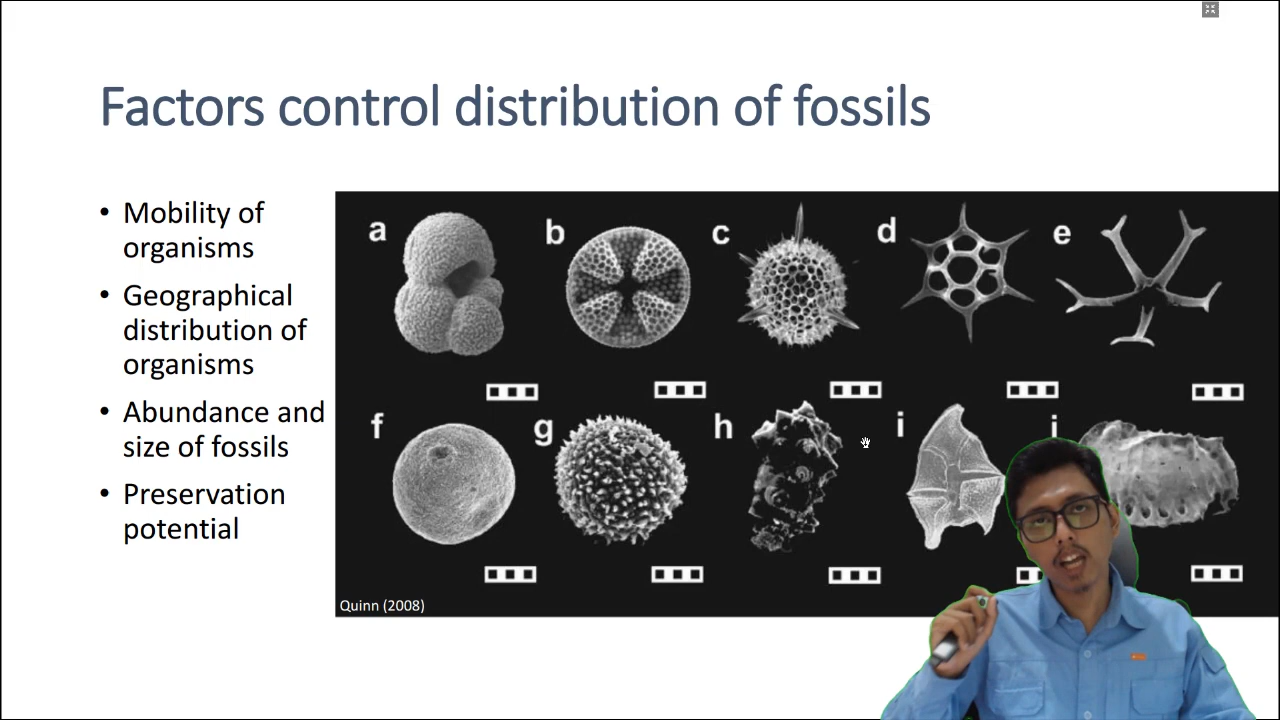 Factors control distribution of fossils
• Mobility of
organisms
• Geographical
distribution of
organisms
• Abundance and
size of fossils
• Preservation
potential
a b c d e
f g h i j
Quinn (2008)